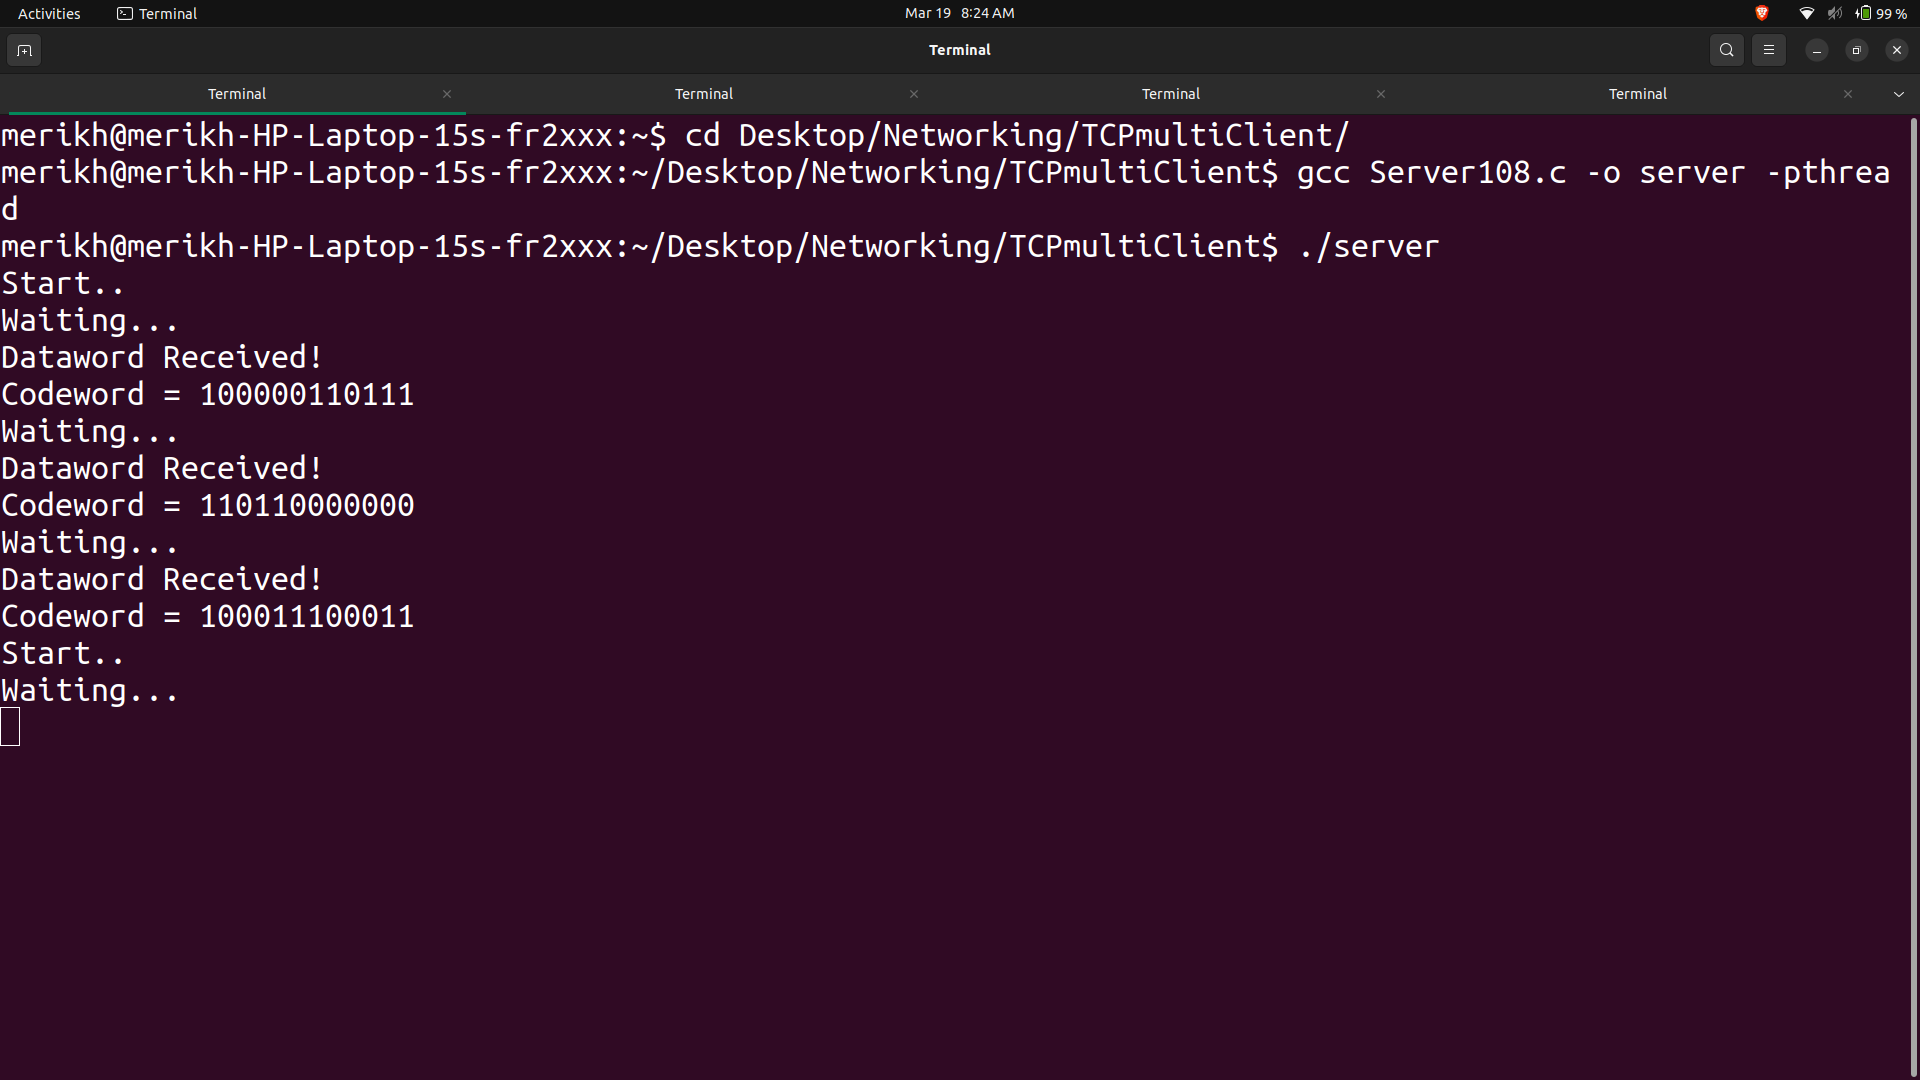 Activities Terminal Mar 19 8:24 AM 99 %
Terminal
Terminal Terminal Terminal Terminal
merikh@merikh-HP-Laptop-15s-fr2xxx:~$ cd Desktop/Networking/TCPmultiClient/
merikh@merikh-HP-Laptop-15s-fr2xxx:~/Desktop/Networking/TCPmultiClient$ gcc Server108.c -o server -pthrea
d
merikh@merikh-HP-Laptop-15s-fr2xxx:~/Desktop/Networking/TCPmultiClient$ ./server
Start..
Waiting...
Dataword Received!
Codeword = 100000110111
Waiting...
Dataword Received!
Codeword = 110110000000
Waiting...
Dataword Received!
Codeword = 100011100011
Start..
Waiting...